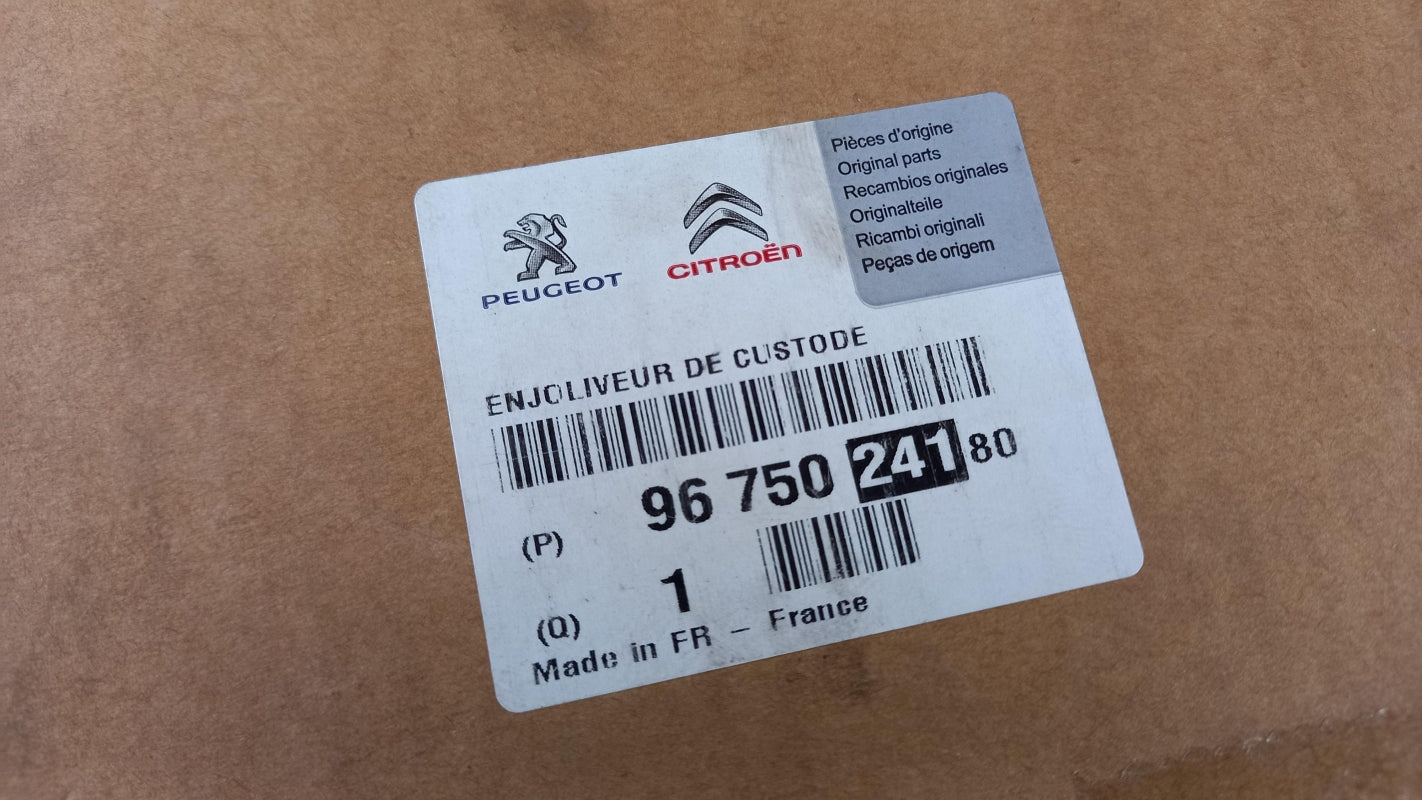 PEUGEOT
CITROËN
Pièces d'origine
Original parts
Recambios originales
Originalteile
Ricambi originali
Peças de origem
ENJOLIVEUR DE CUSTODE
(P) 96 750 241 80
(Q) 1
Made in FR – France